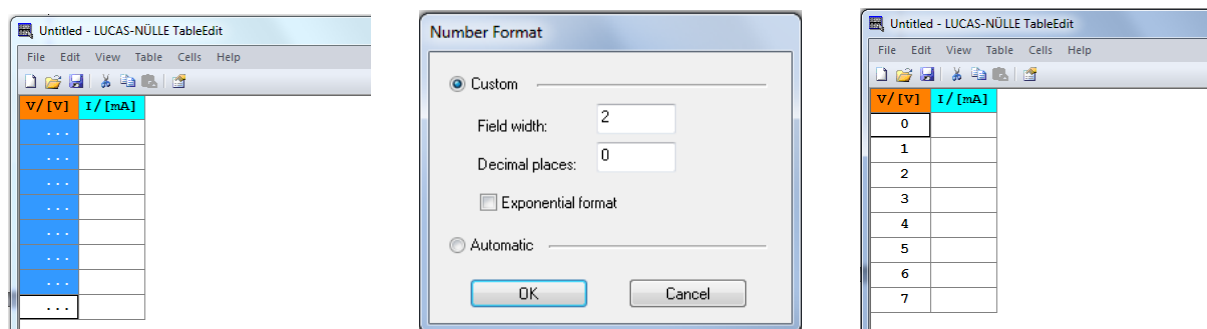 Untitled - LUCAS-NÜLLE TableEdit
File Edit View Table Cells Help
V/[V] I/[mA]
...
...
...
...
...
...
...
...
Number Format
Custom
Field width: 2
Decimal places: 0
Exponential format
Automatic
OK Cancel
Untitled - LUCAS-NÜLLE TableEdit
File Edit View Table Cells Help
V/[V] I/[mA]
0
1
2
3
4
5
6
7